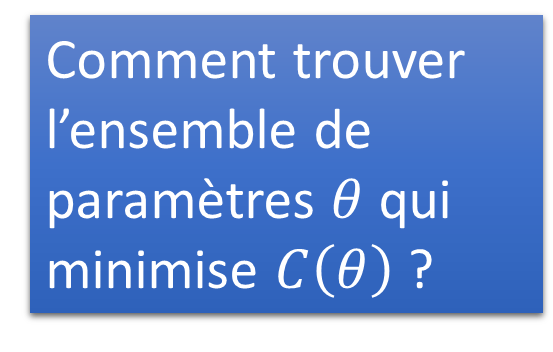 Comment trouver
l’ensemble de
paramètres 𝜃 qui
minimise 𝐶(𝜃) ?